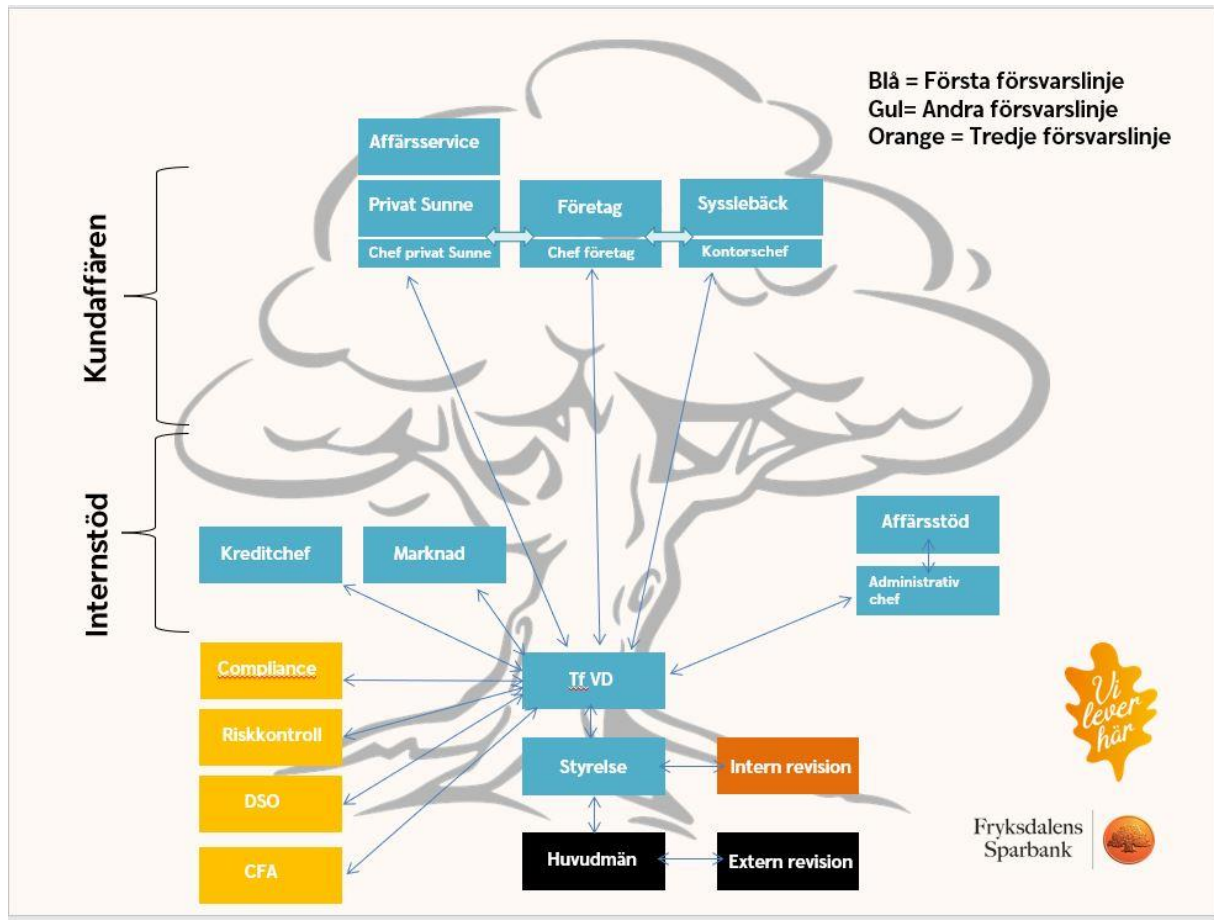 Blå = Första försvarslinje
Gul= Andra försvarslinje
Orange = Tredje försvarslinje
Kundaffären
Affärsservice
Privat Sunne
Chef privat Sunne
Företag
Chef företag
Sysslebäck
Kontorschef
Internstöd
Kreditchef
Marknad
Affärsstöd
Administrativ
chef
Compliance
Riskkontroll
DSO
CFA
Tf VD
Styrelse
Intern revision
Huvudmän
Extern revision
Vi
lever
här
Fryksdalens
Sparbank